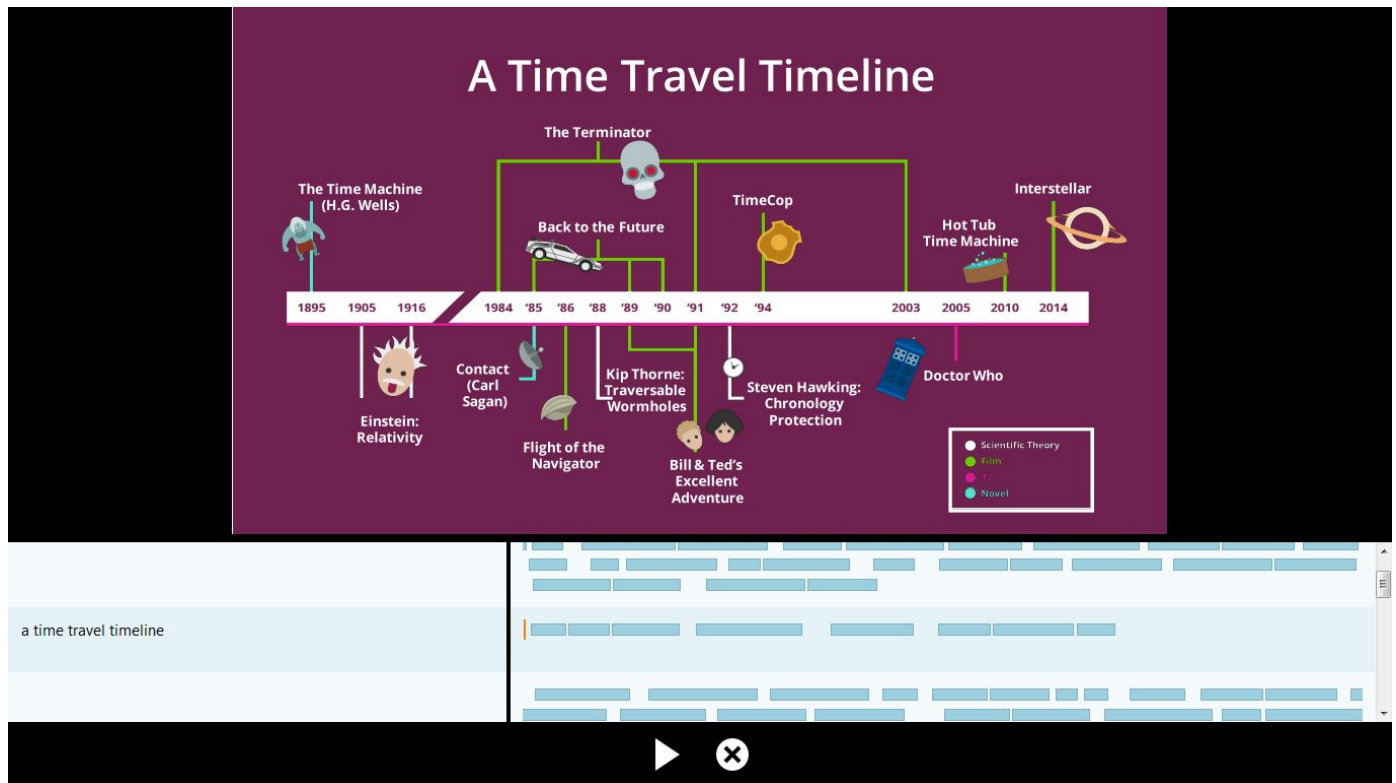 A Time Travel Timeline
The Terminator
The Time Machine
(H.G. Wells)
Back to the Future
TimeCop
Hot Tub
Time Machine
Interstellar
1895 1905 1916 1984 '85 '86 '88 '89 '90 '91 '92 '94 2003 2005 2010 2014
Einstein:
Relativity
Contact
(Carl
Sagan)
Flight of the
Navigator
Kip Thorne:
Traversable
Wormholes
Bill & Ted's
Excellent
Adventure
Steven Hawking:
Chronology
Protection
Doctor Who
Scientific Theory
Film
TV
Novel
a time travel timeline